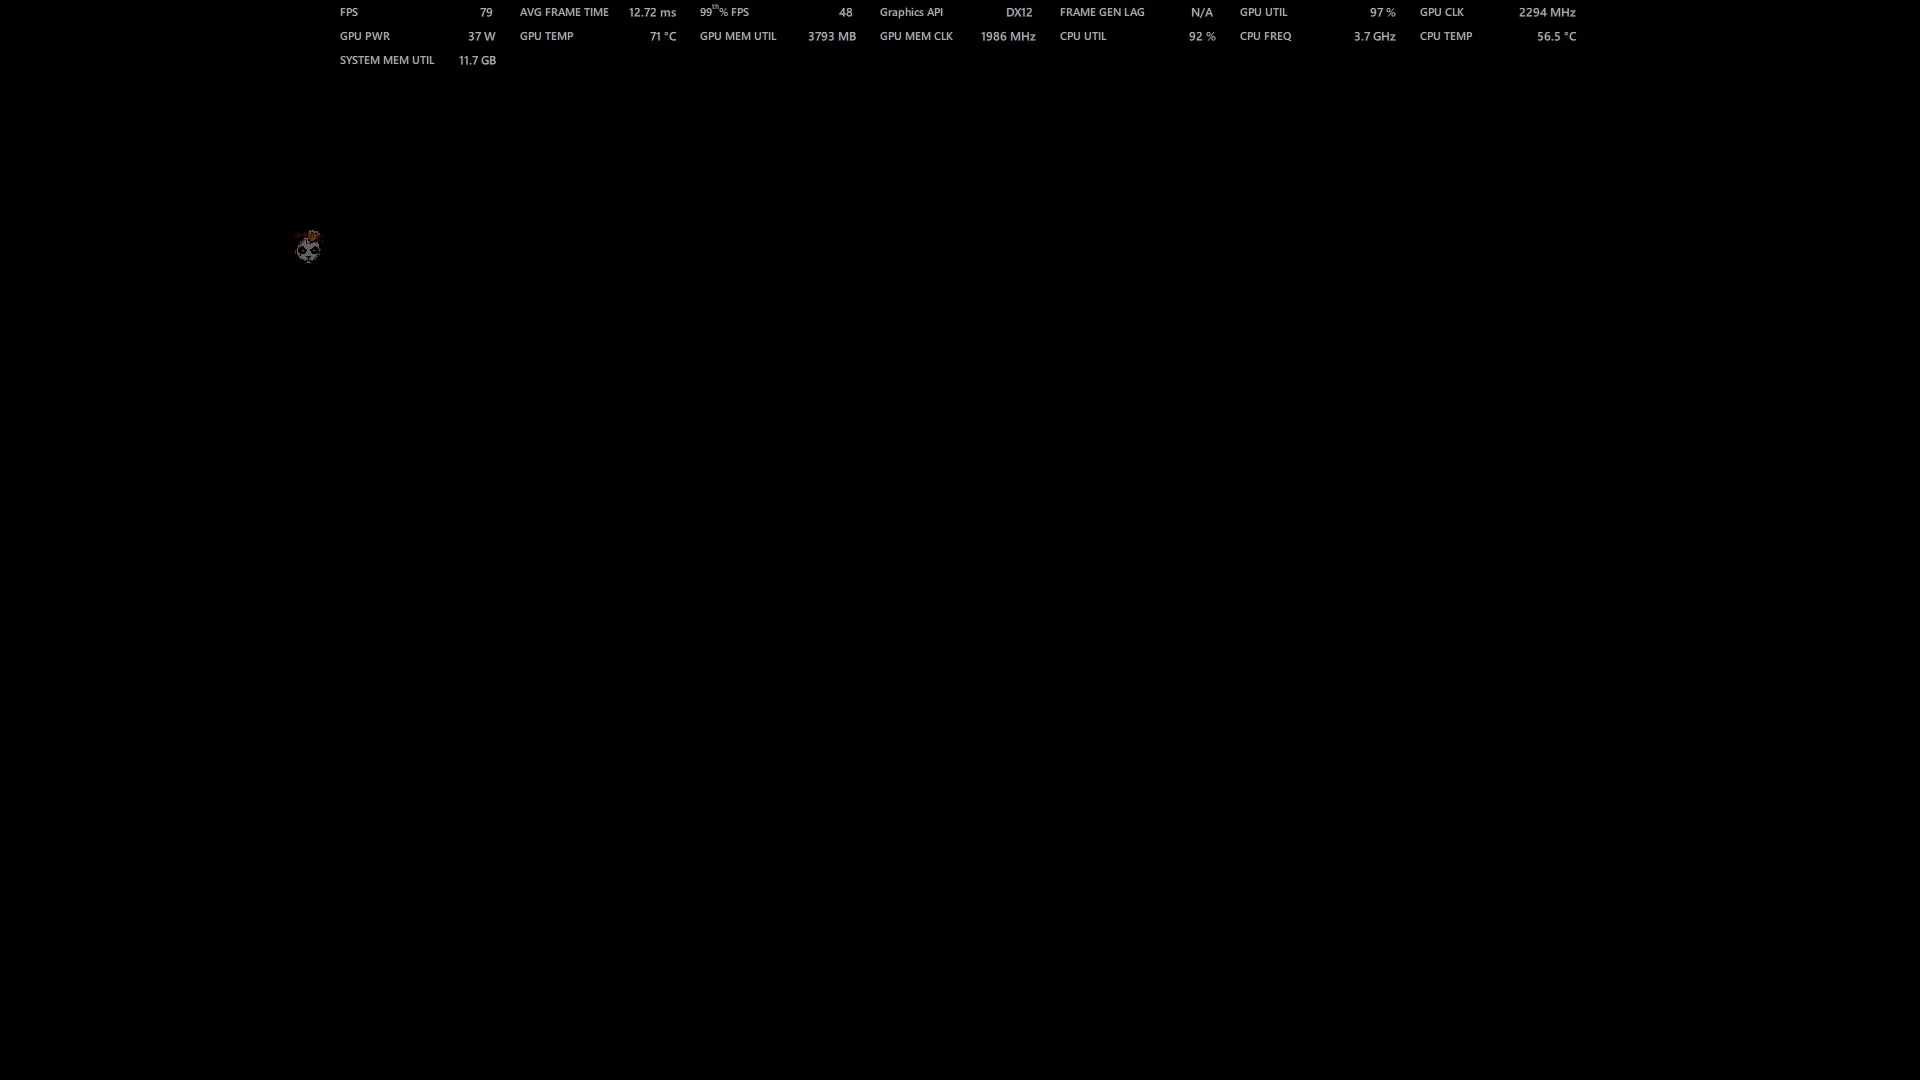 FPS 79 AVG FRAME TIME 12.72 ms 99th% FPS 48 Graphics API DX12 FRAME GEN LAG N/A GPU UTIL 97 % GPU CLK 2294 MHz
GPU PWR 37 W GPU TEMP 71 °C GPU MEM UTIL 3793 MB GPU MEM CLK 1986 MHz CPU UTIL 92 % CPU FREQ 3.7 GHz CPU TEMP 56.5 °C
SYSTEM MEM UTIL 11.7 GB